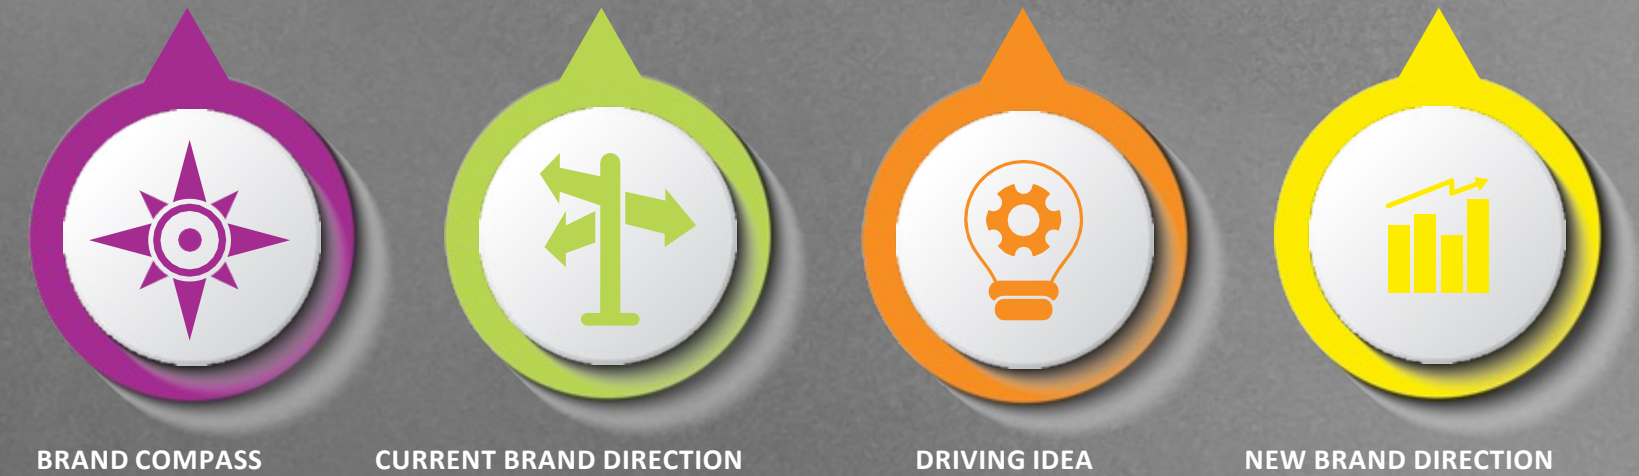 BRAND COMPASS
CURRENT BRAND DIRECTION
DRIVING IDEA
NEW BRAND DIRECTION